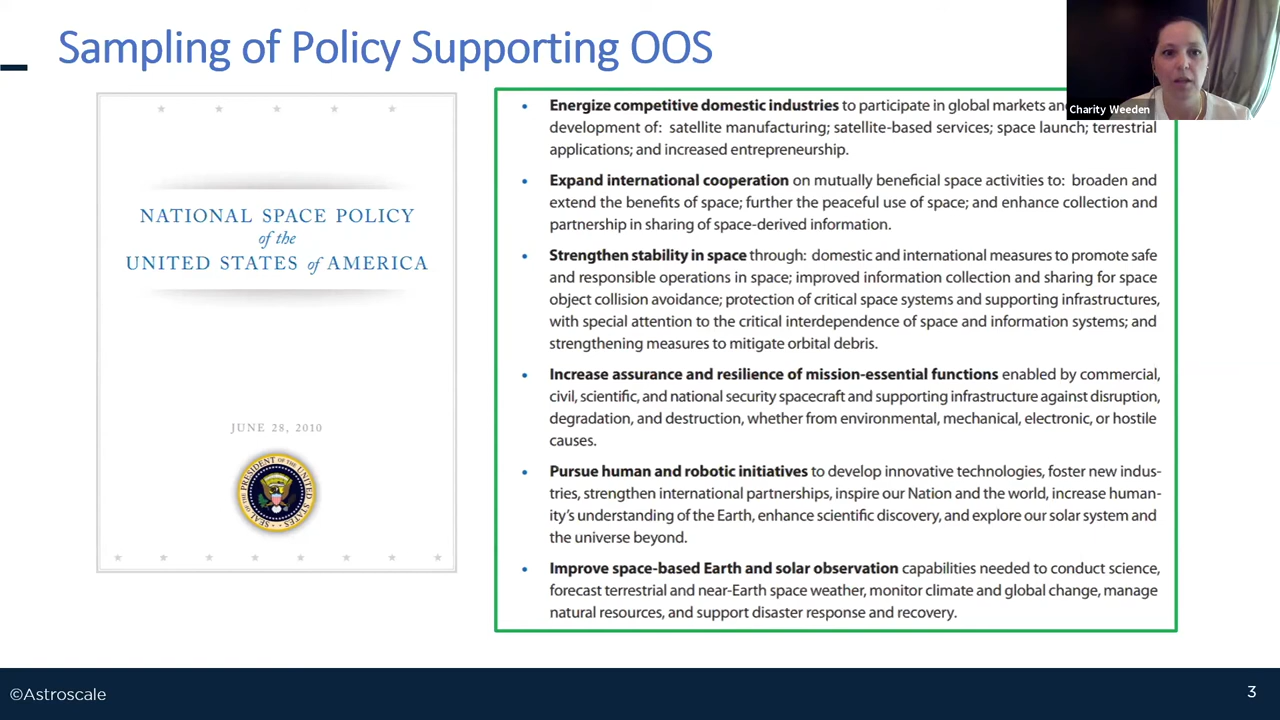 Sampling of Policy Supporting OOS
Charity Weeden
NATIONAL SPACE POLICY
of the
UNITED STATES of AMERICA
JUNE 28, 2010
SEAL OF THE PRESIDENT OF THE UNITED STATES
• Energize competitive domestic industries to participate in global markets an
development of: satellite manufacturing; satellite-based services; space launch; terrestrial
applications; and increased entrepreneurship.
• Expand international cooperation on mutually beneficial space activities to: broaden and
extend the benefits of space; further the peaceful use of space; and enhance collection and
partnership in sharing of space-derived information.
• Strengthen stability in space through: domestic and international measures to promote safe
and responsible operations in space; improved information collection and sharing for space
object collision avoidance; protection of critical space systems and supporting infrastructures,
with special attention to the critical interdependence of space and information systems; and
strengthening measures to mitigate orbital debris.
• Increase assurance and resilience of mission-essential functions enabled by commercial,
civil, scientific, and national security spacecraft and supporting infrastructure against disruption,
degradation, and destruction, whether from environmental, mechanical, electronic, or hostile
causes.
• Pursue human and robotic initiatives to develop innovative technologies, foster new indus-
tries, strengthen international partnerships, inspire our Nation and the world, increase human-
ity's understanding of the Earth, enhance scientific discovery, and explore our solar system and
the universe beyond.
• Improve space-based Earth and solar observation capabilities needed to conduct science,
forecast terrestrial and near-Earth space weather, monitor climate and global change, manage
natural resources, and support disaster response and recovery.
©Astroscale
3